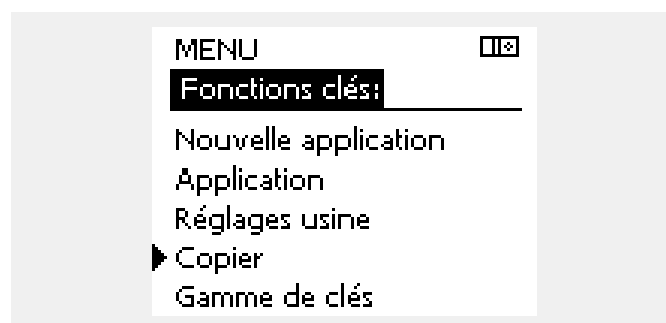 MENU
Fonctions clés:
Nouvelle application
Application
Réglages usine
Copier
Gamme de clés